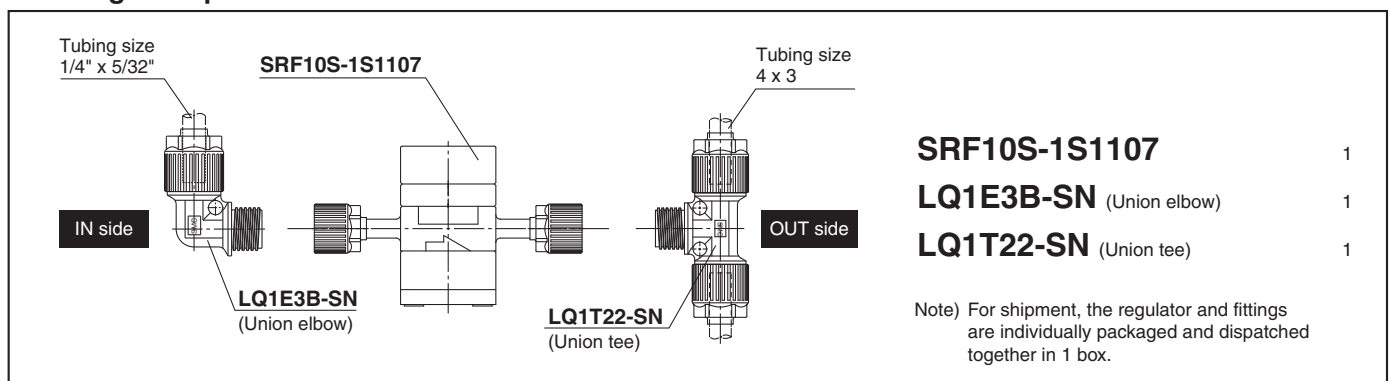 Tubing size
1/4" x 5/32"
SRF10S-1S1107
Tubing size
4 x 3
IN side
OUT side
LQ1E3B-SN
(Union elbow)
LQ1T22-SN
(Union tee)
SRF10S-1S1107 1
LQ1E3B-SN (Union elbow) 1
LQ1T22-SN (Union tee) 1
Note) For shipment, the regulator and fittings
are individually packaged and dispatched
together in 1 box.